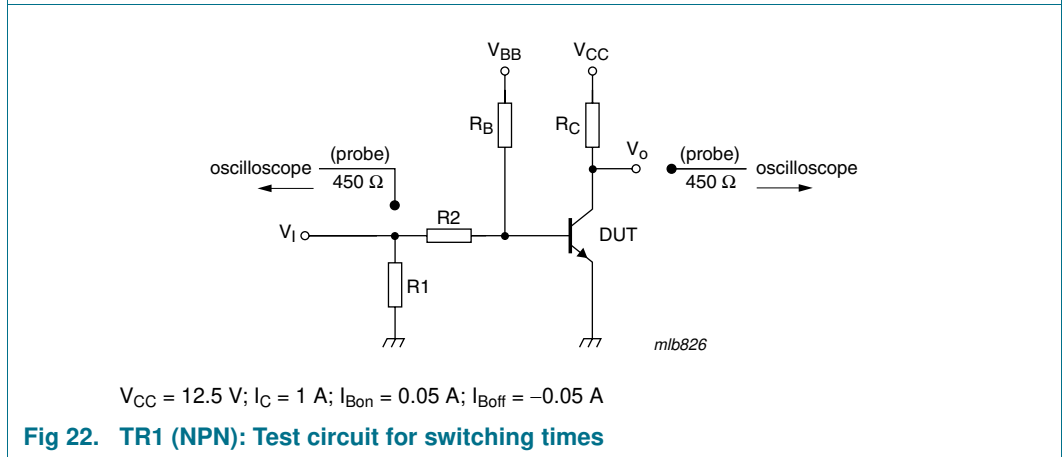 VBB
VCC
RB
RC
Vo
(probe)
450 Ω
oscilloscope
(probe)
450 Ω
oscilloscope
R2
VI
DUT
R1
mlb826
VCC = 12.5 V; IC = 1 A; IBon = 0.05 A; IBoff = −0.05 A
Fig 22. TR1 (NPN): Test circuit for switching times